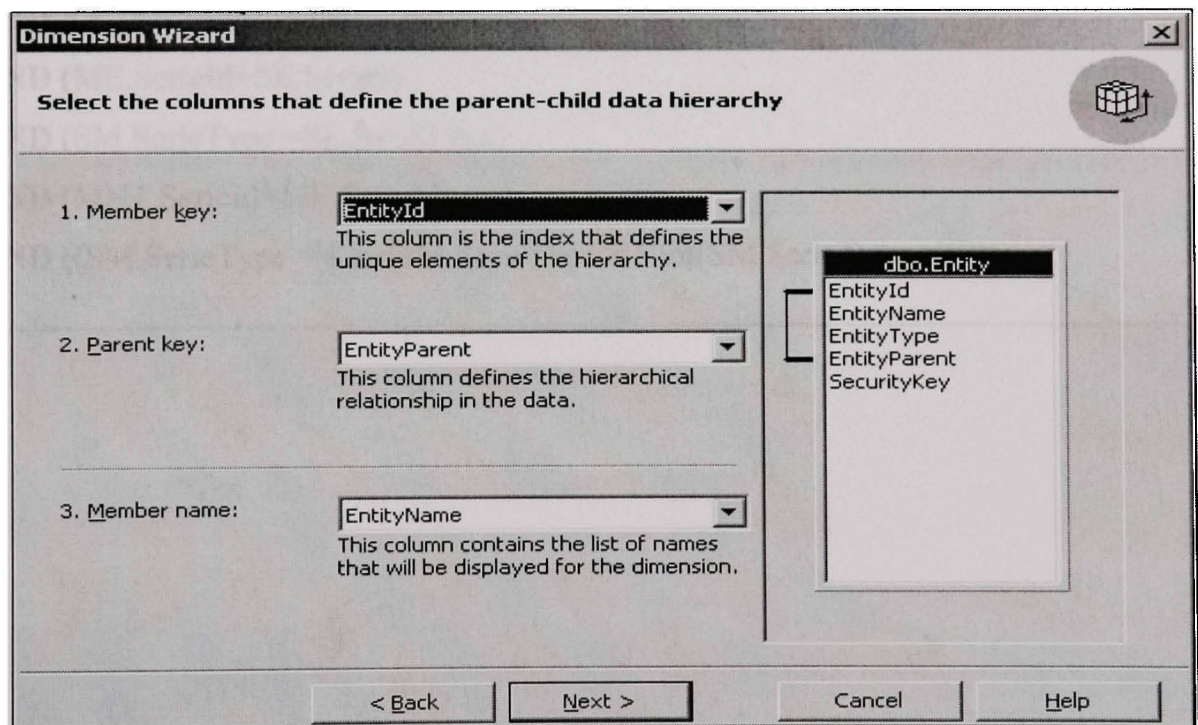 Dimension Wizard
Select the columns that define the parent-child data hierarchy
1. Member key:
EntityId
This column is the index that defines the
unique elements of the hierarchy.
2. Parent key:
EntityParent
This column defines the hierarchical
relationship in the data.
3. Member name:
EntityName
This column contains the list of names
that will be displayed for the dimension.
dbo.Entity
EntityId
EntityName
EntityType
EntityParent
SecurityKey
< Back
Next >
Cancel
Help